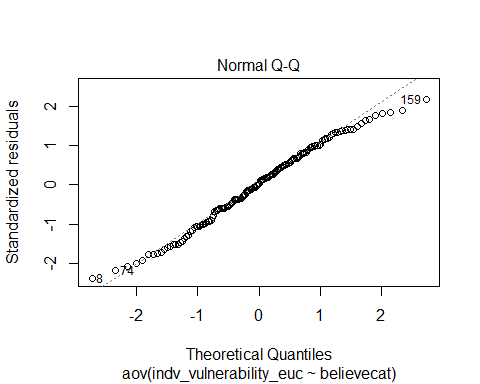 Normal Q-Q
Standardized residuals
2
1
0
-1
-2
159
74
8
-2 -1 0 1 2
Theoretical Quantiles
aov(indv_vulnerability_euc ~ believecat)